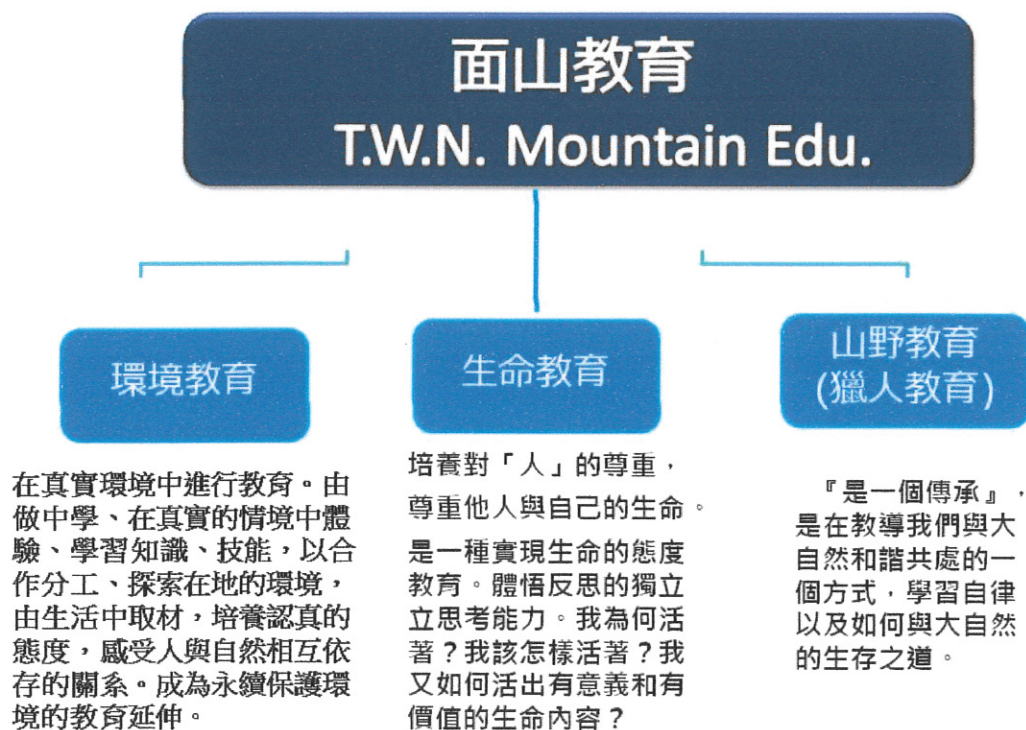 面山教育
T.W.N. Mountain Edu.
環境教育
在真實環境中進行教育。由
做中學、在真實的情境中體
驗、學習知識、技能，以合
作分工、探索在地的環境，
由生活中取材，培養認真的
態度，感受人與自然相互依
存的關系。成為永續保護環
境的教育延伸。
生命教育
培養對「人」的尊重，
尊重他人與自己的生命。
是一種實現生命的態度
教育。體悟反思的獨立
立思考能力。我為何活
著？我該怎樣活著？我
又如何活出有意義和有
價值的生命內容？
山野教育
(獵人教育)
『是一個傳承』，
是在教導我們與大
自然和諧共處的一
個方式，學習自律
以及如何與大自然
的生存之道。